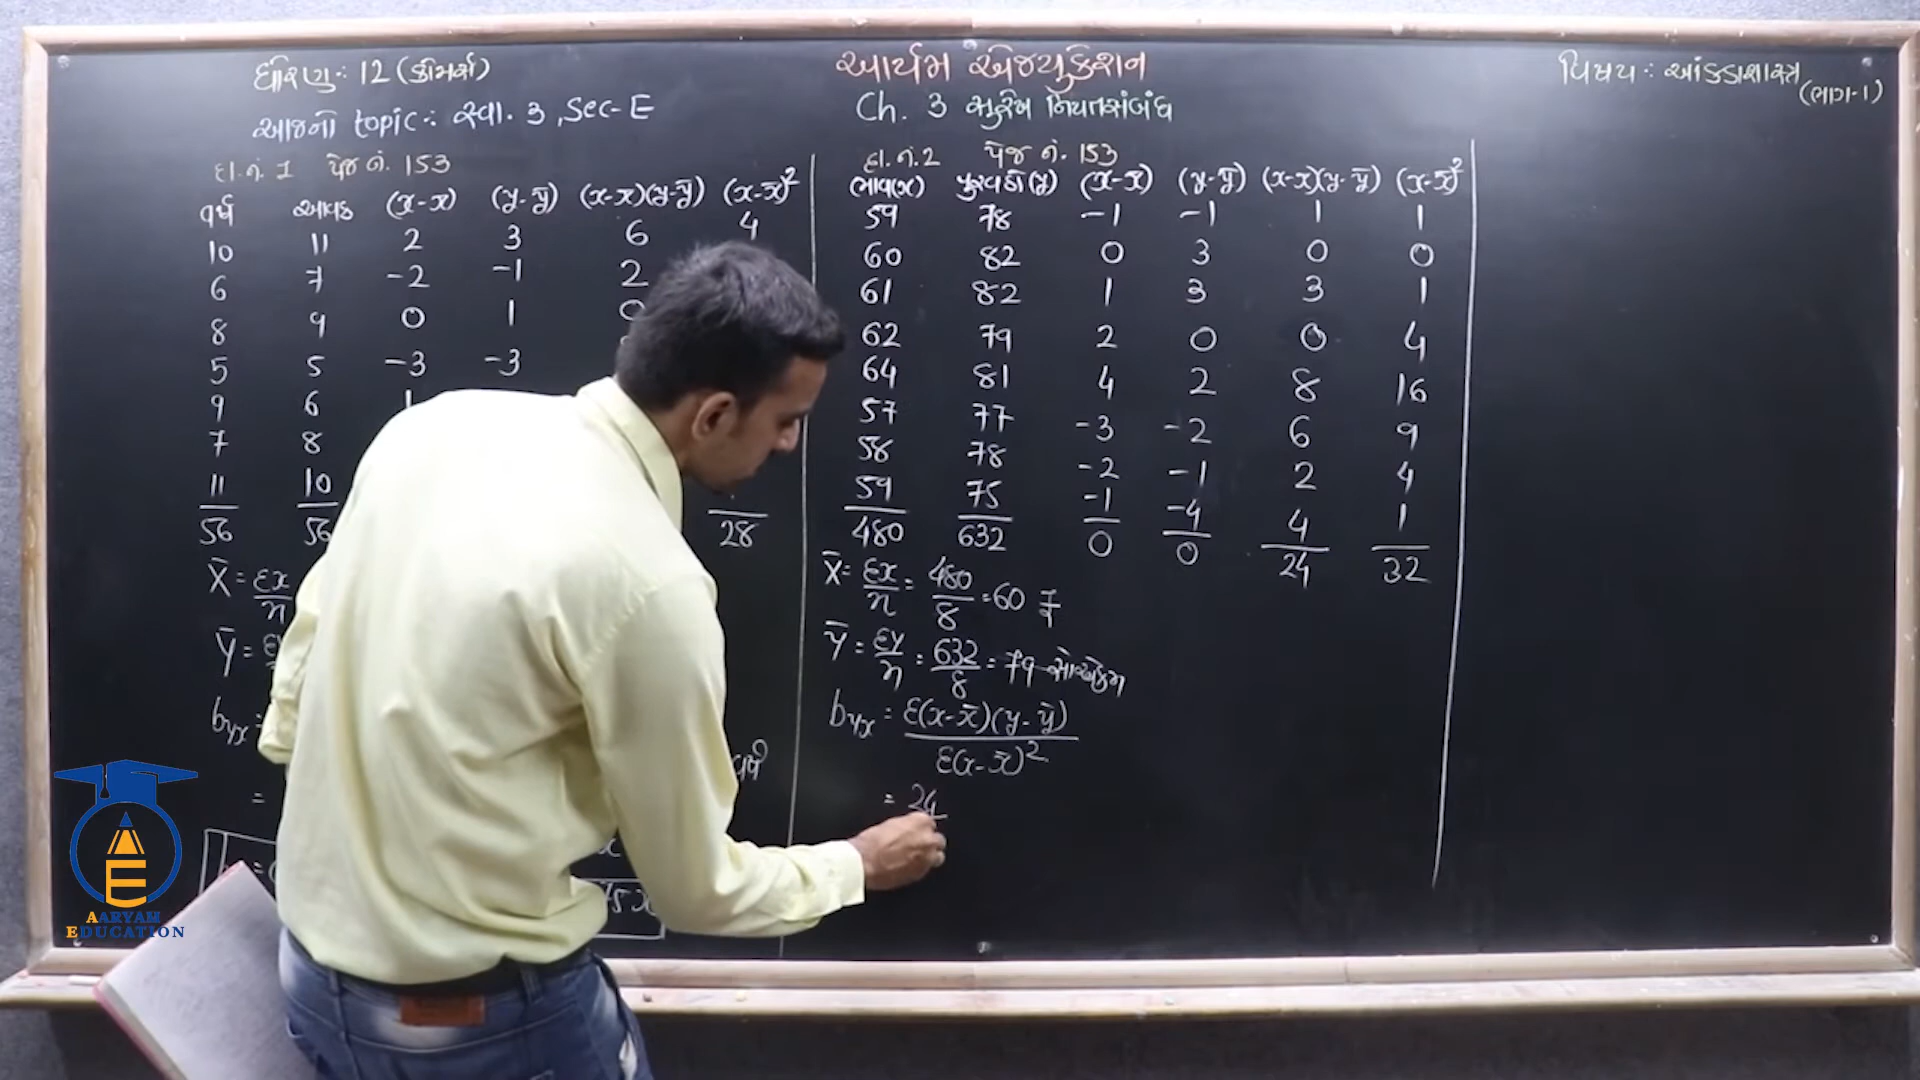 ધોરણ :- 12 (કોમર્સ)
આર્યમ એજ્યુકેશન
વિષય :- આંકડાશાસ્ત્ર
(ભાગ-1)
આજનો topic :- સ્વા. 3, Sec-E
Ch. 3 સુરેખ નિયતસંબંધ
દા.નં. 1 પેજ નં. 153
વર્ષ આવક (x-x̄) (y-ȳ) (x-x̄)(y-ȳ) (x-x̄)²
10 11 2 3 6 4
6 7 -2 -1 2
8 9 0 1 0
5 5 -3 -3
9 6 1
7 8
11 10
56 56 28
X̄ = Σx/n
Ȳ =
byx =
=
વર્ષ
દા.નં. 2 પેજ નં. 153
ભાવ(x) પુરવઠો(y) (x-x̄) (y-ȳ) (x-x̄)(y-ȳ) (x-x̄)²
59 78 -1 -1 1 1
60 82 0 3 0 0
61 82 1 3 3 1
62 79 2 0 0 4
64 81 4 2 8 16
57 77 -3 -2 6 9
58 78 -2 -1 2 4
59 75 -1 -4 4 1
480 632 0 0 24 32
X̄ = Σx/n = 480/8 = 60 ₹
Ȳ = Σy/n = 632/8 = 79
byx = Σ(x-x̄)(y-ȳ)/Σ(x-x̄)²
= 24
AARYAM
EDUCATION